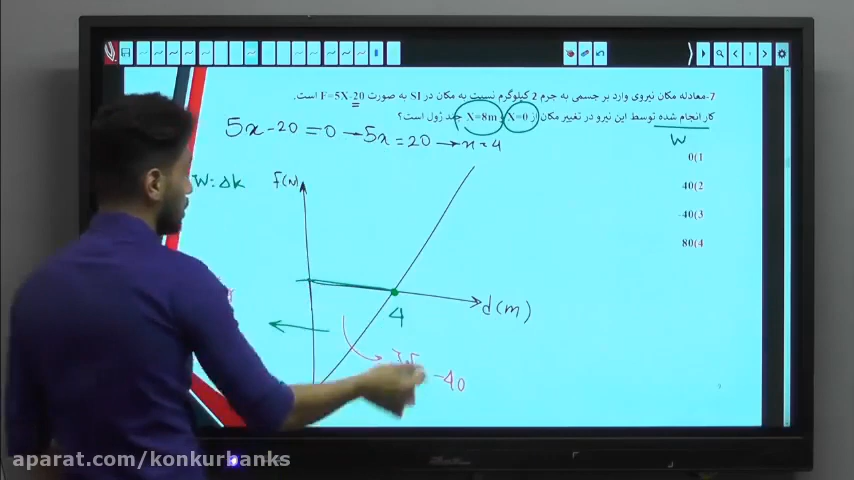 7-معادله مکان نیروی وارد بر جسمی به جرم 2 کیلوگرم نسبت به مکان در SI به صورت F=5X-20 است.
کار انجام شده توسط این نیرو در تغییر مکان از X=0 تا X=8m چند ژول است؟
5x-20=0 → 5x=20 → x=4
W
0(1
W: Δk
f(N)
40(2
-40(3
80(4
d(m)
4
-40
aparat.com/konkurbanks